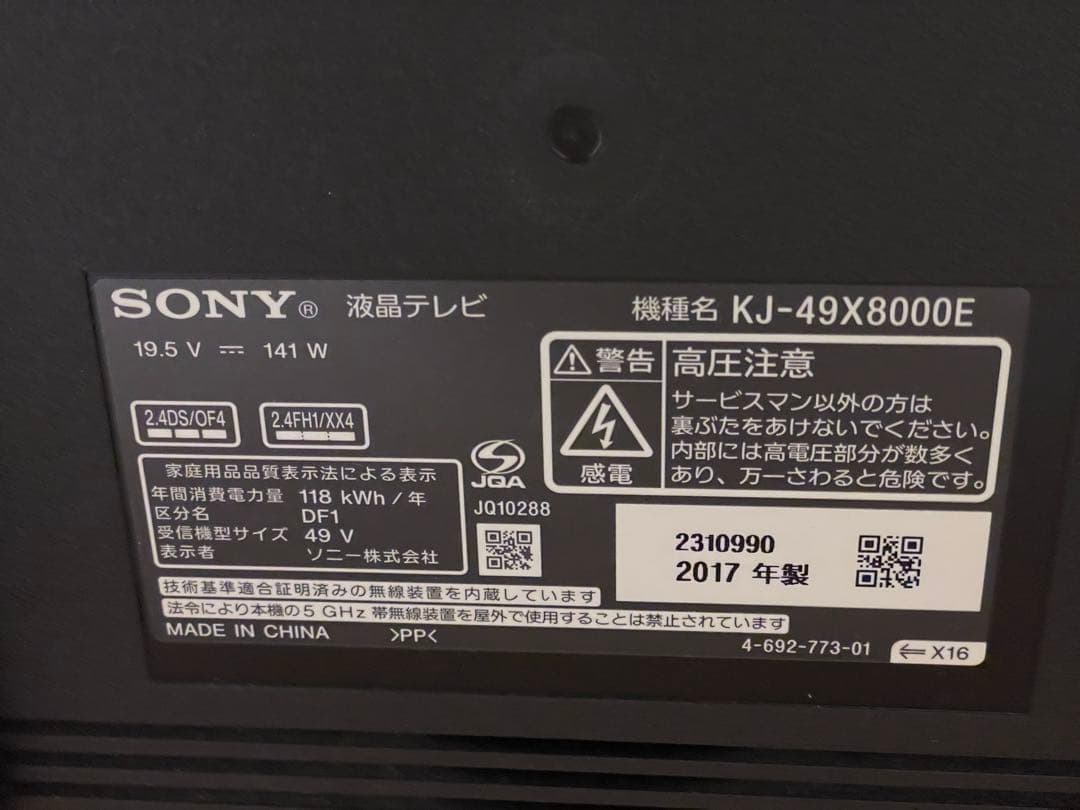 SONY® 液晶テレビ
機種名 KJ-49X8000E
19.5 V ⎓ 141 W
2.4DS/OF4
2.4FH1/XX4
家庭用品品質表示法による表示
年間消費電力量 118 kWh / 年
区分名 DF1
受信機型サイズ 49 V
表示者 ソニー株式会社
JQA
JQ10288
⚠警告
感電
高圧注意
サービスマン以外の方は
裏ぶたをあけないでください。
内部には高電圧部分が数多く
あり、万一さわると危険です。
2310990
2017 年製
技術基準適合証明済みの無線装置を内蔵しています
法令により本機の5 GHz 帯無線装置を屋外で使用することは禁止されています
MADE IN CHINA >PP<
4-692-773-01
⇐ X16